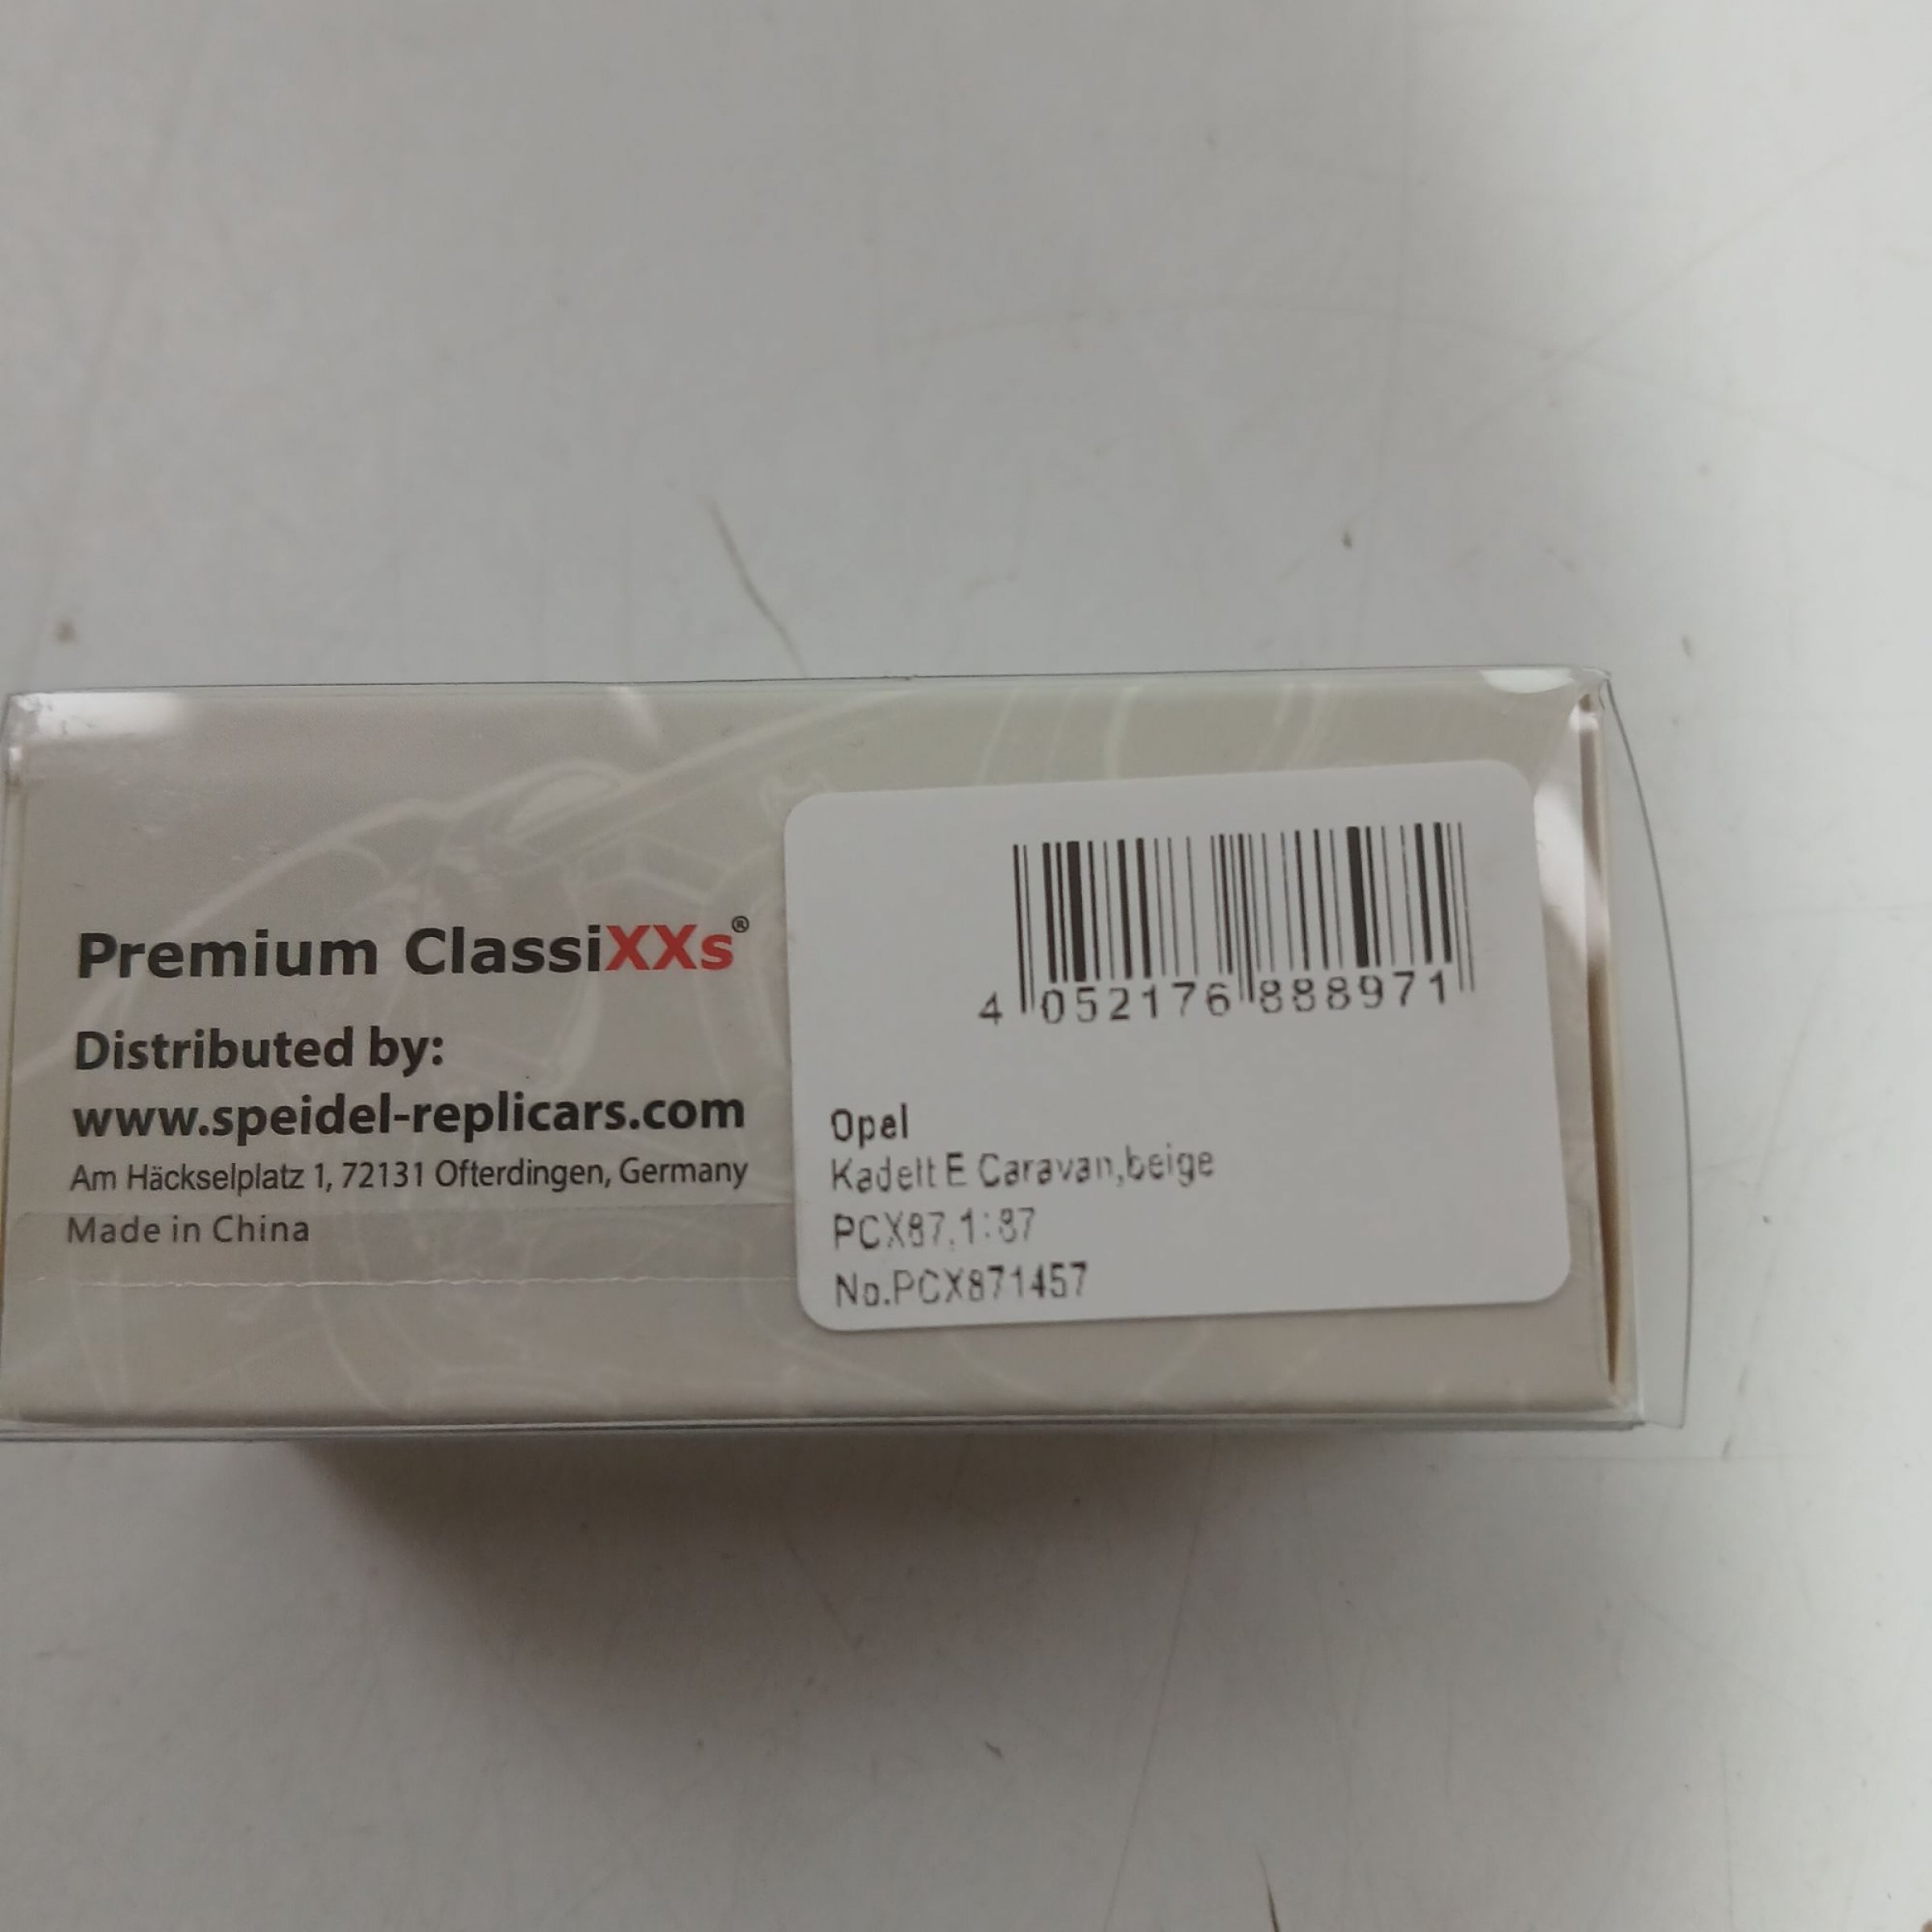 Premium ClassiXXs®
Distributed by:
www.speidel-replicars.com
Am Häckselplatz 1, 72131 Ofterdingen, Germany
Made in China
4 052176 888971
Opel
Kadett E Caravan,beige
PCX87,1:87
No.PCX871457